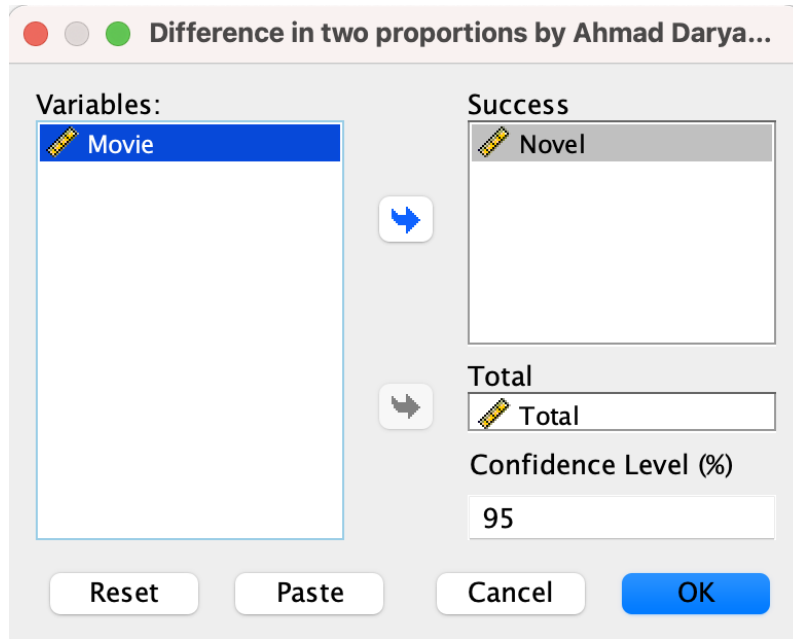 Difference in two proportions by Ahmad Darya...
Variables:
Movie
Success
Novel
Total
Total
Confidence Level (%)
95
Reset Paste Cancel OK